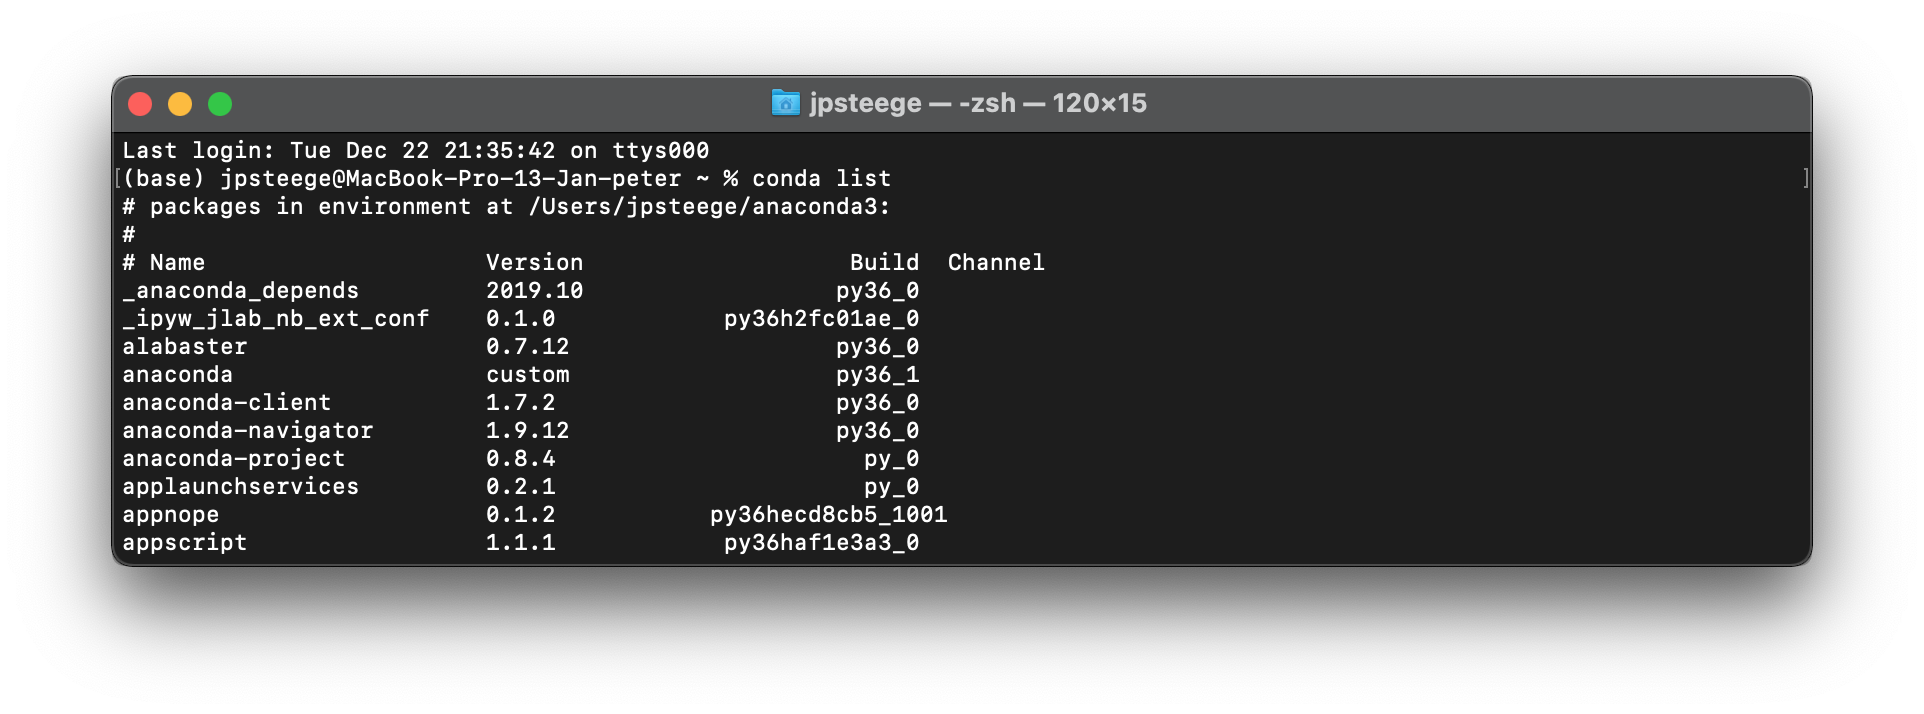 jpsteege — -zsh — 120×15
Last login: Tue Dec 22 21:35:42 on ttys000
[(base) jpsteege@MacBook-Pro-13-Jan-peter ~ % conda list ]
# packages in environment at /Users/jpsteege/anaconda3:
#
# Name                    Version                   Build  Channel
_anaconda_depends         2019.10                  py36_0
_ipyw_jlab_nb_ext_conf    0.1.0            py36h2fc01ae_0
alabaster                 0.7.12                   py36_0
anaconda                  custom                   py36_1
anaconda-client           1.7.2                    py36_0
anaconda-navigator        1.9.12                   py36_0
anaconda-project          0.8.4                      py_0
applaunchservices         0.2.1                      py_0
appnope                   0.1.2           py36hecd8cb5_1001
appscript                 1.1.1            py36haf1e3a3_0